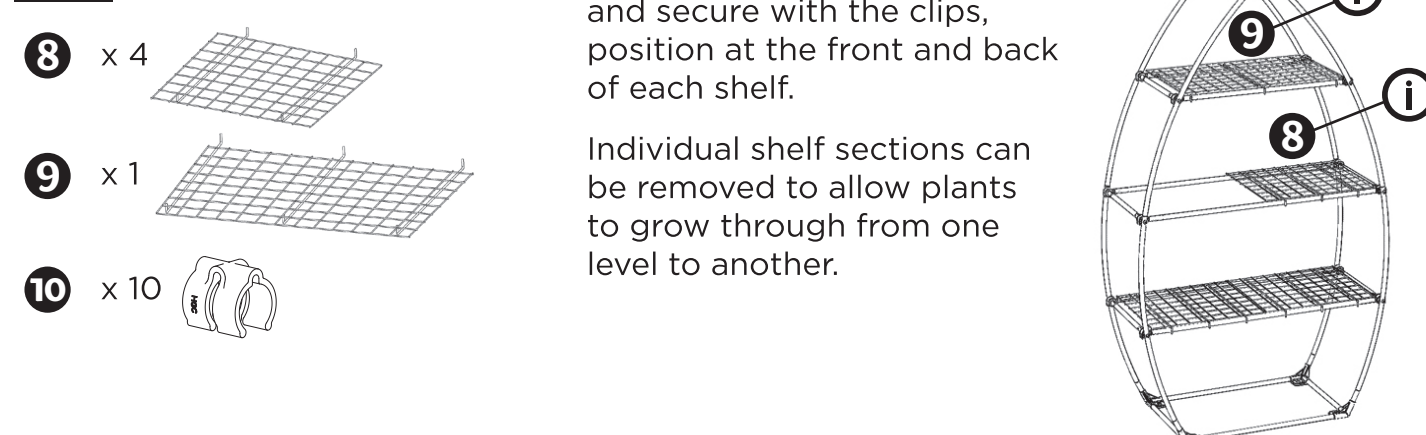 8 x 4
9 x 1
10 x 10
HGC
and secure with the clips,
position at the front and back
of each shelf.
Individual shelf sections can
be removed to allow plants
to grow through from one
level to another.
9
i
8
i